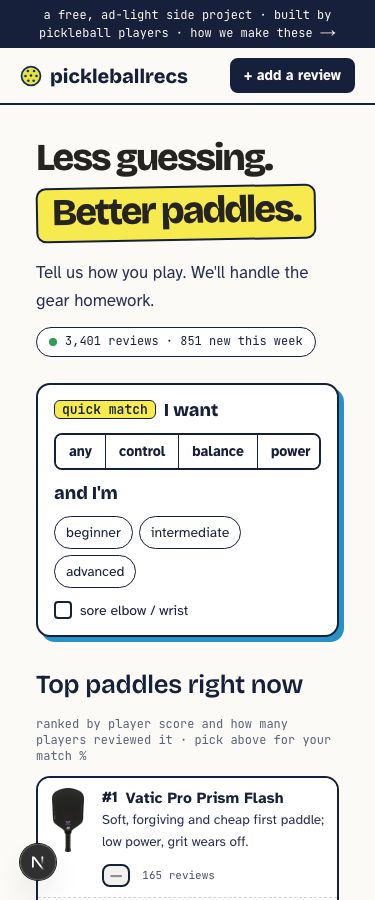 a free, ad-light side project · built by
pickleball players · how we make these →
pickleballrecs
+ add a review
Less guessing.
Better paddles.
Tell us how you play. We'll handle the
gear homework.
3,401 reviews · 851 new this week
quick match I want
any control balance power
and I'm
beginner intermediate
advanced
sore elbow / wrist
Top paddles right now
ranked by player score and how many
players reviewed it · pick above for your
match %
#1 Vatic Pro Prism Flash
Soft, forgiving and cheap first paddle;
low power, grit wears off.
— 165 reviews
N